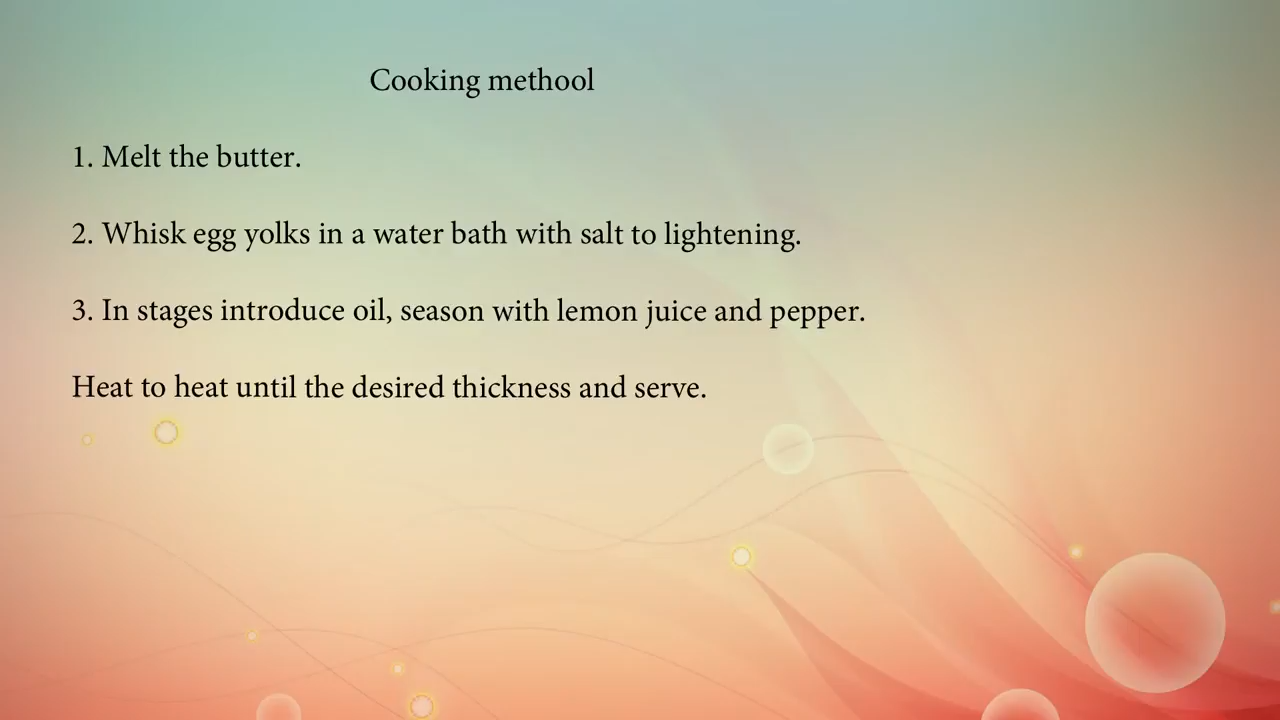 Cooking methool
1. Melt the butter.
2. Whisk egg yolks in a water bath with salt to lightening.
3. In stages introduce oil, season with lemon juice and pepper.
Heat to heat until the desired thickness and serve.